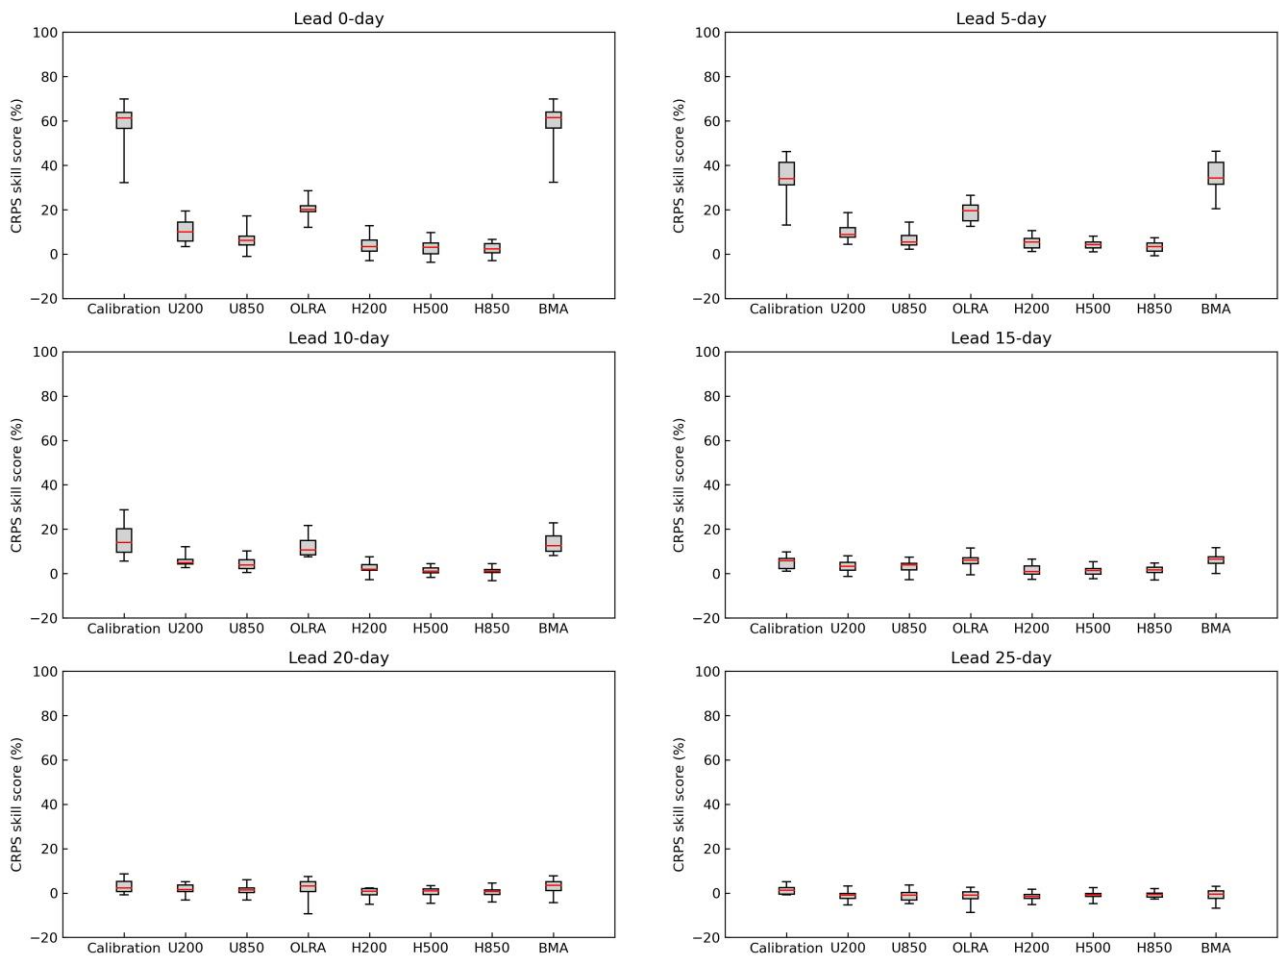 Lead 0-day
CRPS skill score (%)
100
80
60
40
20
0
−20
Calibration U200 U850 OLRA H200 H500 H850 BMA
Lead 5-day
CRPS skill score (%)
100
80
60
40
20
0
−20
Calibration U200 U850 OLRA H200 H500 H850 BMA
Lead 10-day
CRPS skill score (%)
100
80
60
40
20
0
−20
Calibration U200 U850 OLRA H200 H500 H850 BMA
Lead 15-day
CRPS skill score (%)
100
80
60
40
20
0
−20
Calibration U200 U850 OLRA H200 H500 H850 BMA
Lead 20-day
CRPS skill score (%)
100
80
60
40
20
0
−20
Calibration U200 U850 OLRA H200 H500 H850 BMA
Lead 25-day
CRPS skill score (%)
100
80
60
40
20
0
−20
Calibration U200 U850 OLRA H200 H500 H850 BMA